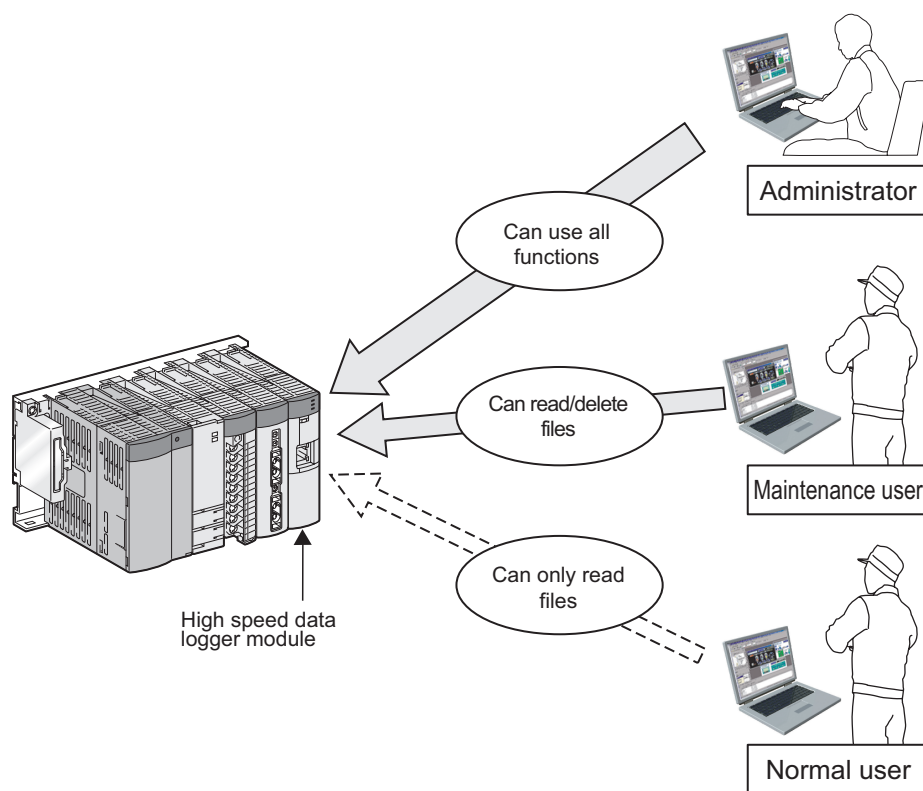 Administrator
Can use all
functions
Can read/delete
files
Maintenance user
Can only read
files
High speed data
logger module
Normal user